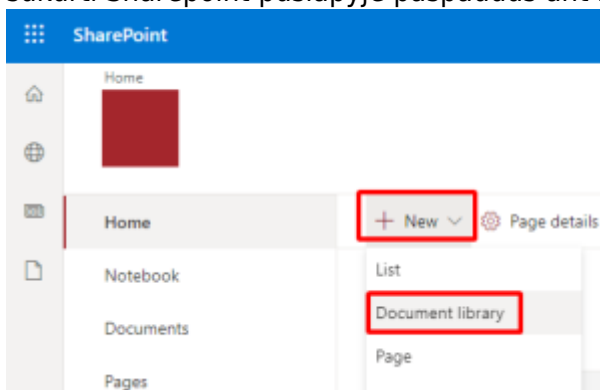 SharePoint
Home
Home
+ New
Page details
Notebook
List
Documents
Document library
Pages
Page